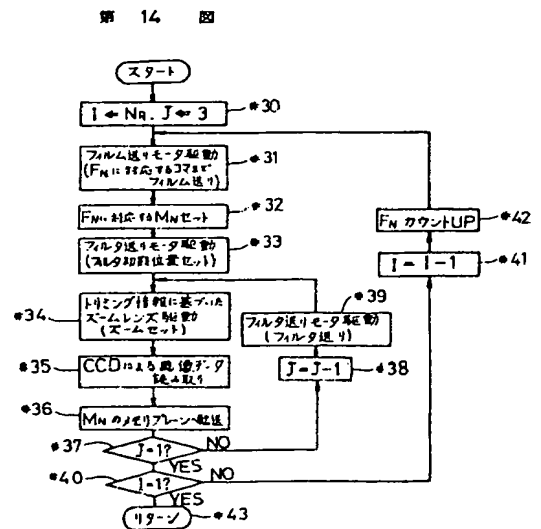 第 14 図
スタート
I ← NR. J ← 3
#30
フィルム送りモータ駆動
(FNに対応するコマまで
フィルム送り)
#31
FNに対応するMNセット
#32
フィルタ送りモータ駆動
(フィルタ初期位置セット)
#33
トリミング情報に基づいた
ズームレンズ駆動
(ズームセット)
#34
CCDによる画像データ
読み取り
#35
MNのメモリプレーンへ転送
#36
J=1?
#37
NO
YES
J=J-1
#38
フィルタ送りモータ駆動
(フィルタ送り)
#39
I=1?
#40
NO
YES
I=I-1
#41
FN カウントUP
#42
リターン
#43